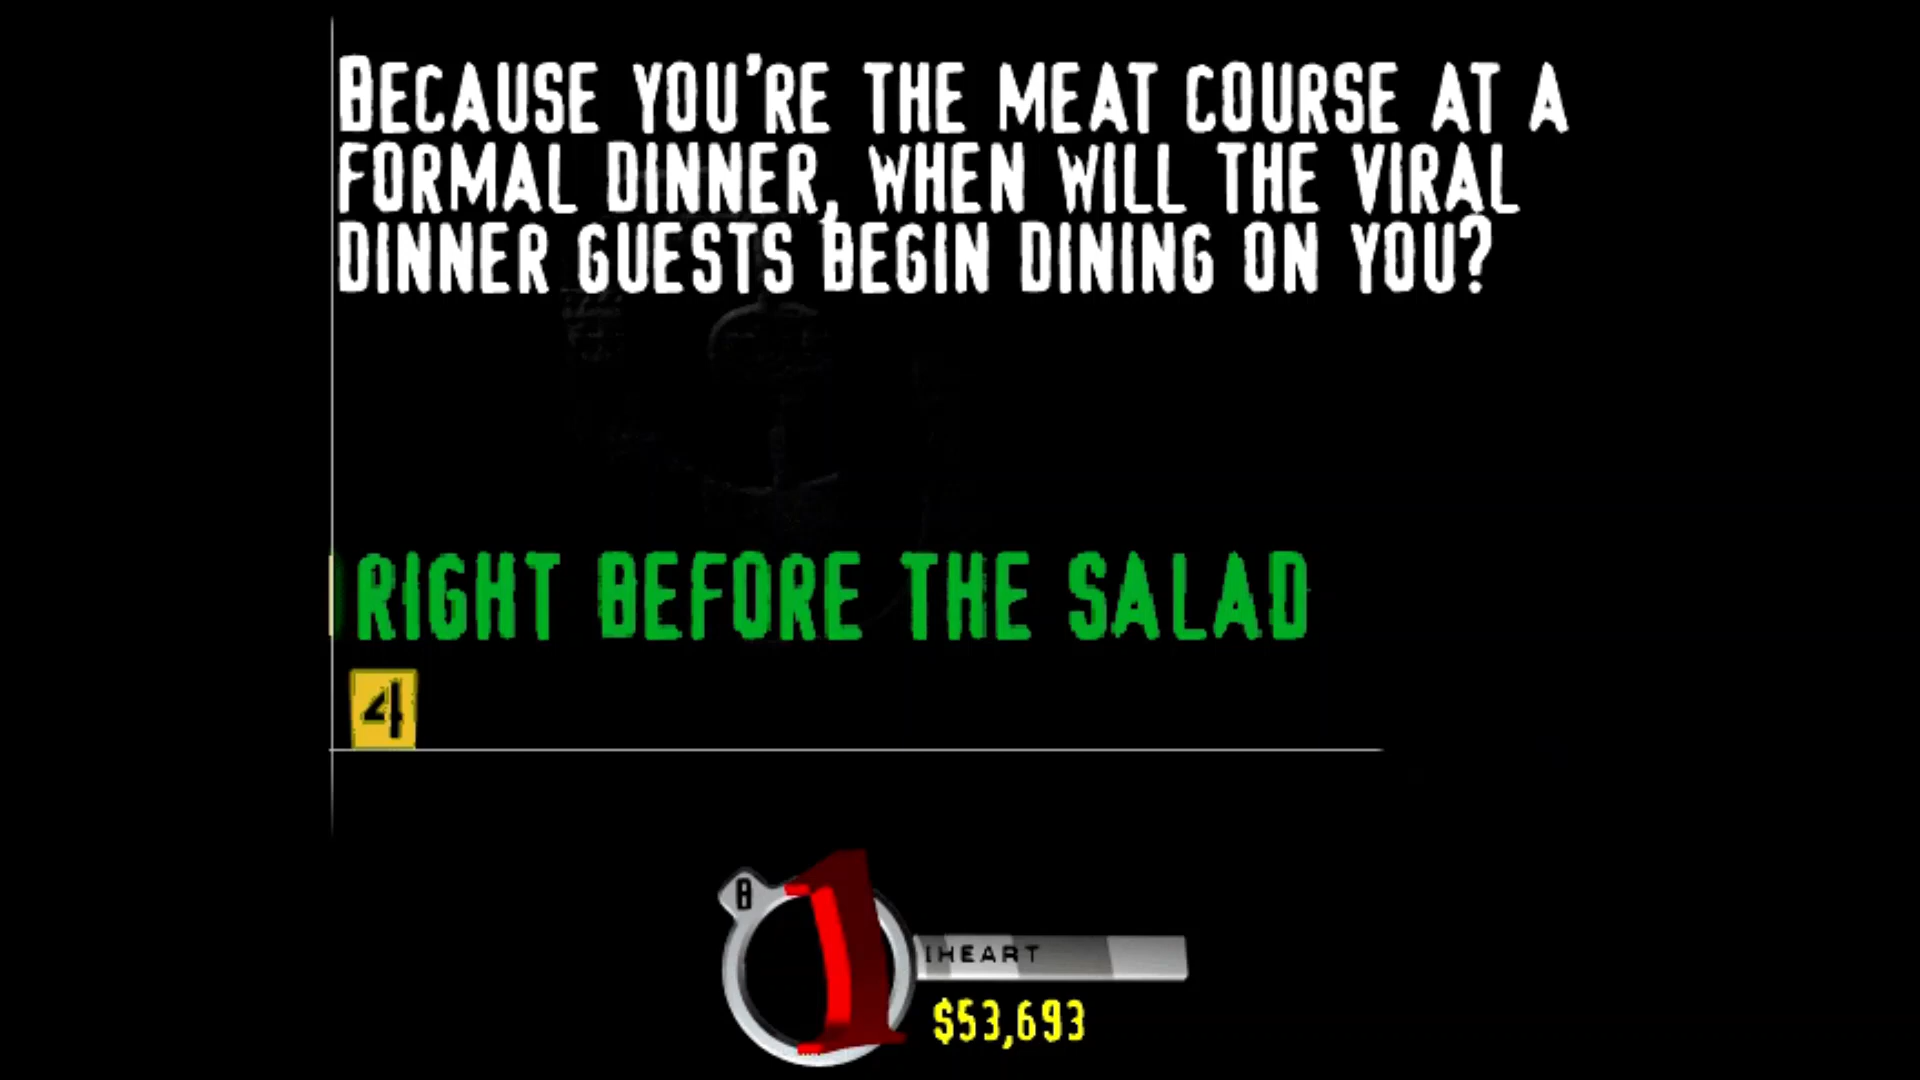 BECAUSE YOU'RE THE MEAT COURSE AT A
FORMAL DINNER, WHEN WILL THE VIRAL
DINNER GUESTS BEGIN DINING ON YOU?
RIGHT BEFORE THE SALAD
4
B
1
IHEART
$53,693